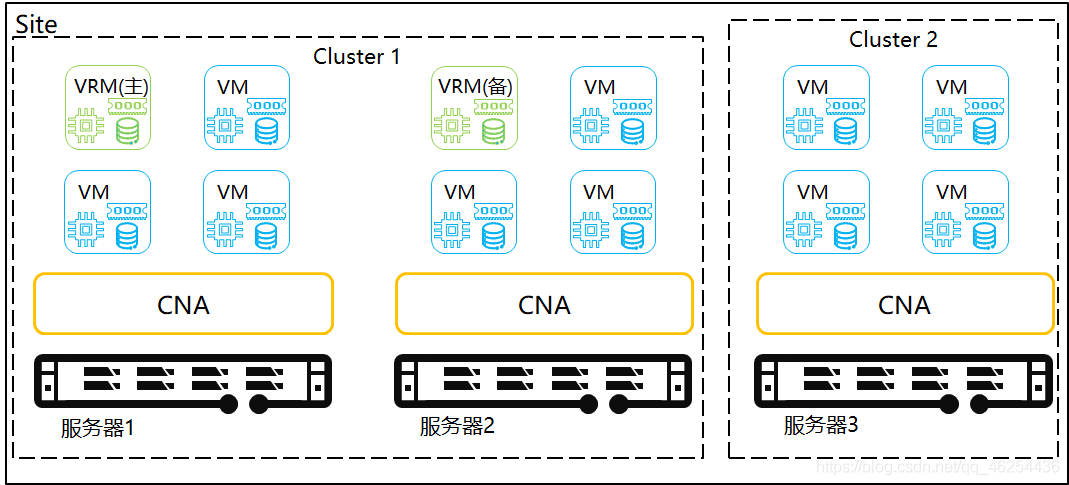 Site
Cluster 1
VRM(主)
VM
VRM(备)
VM
VM
VM
VM
VM
CNA
CNA
服务器1
服务器2
Cluster 2
VM
VM
VM
VM
CNA
服务器3
https://blog.csdn.net/qq_46254436